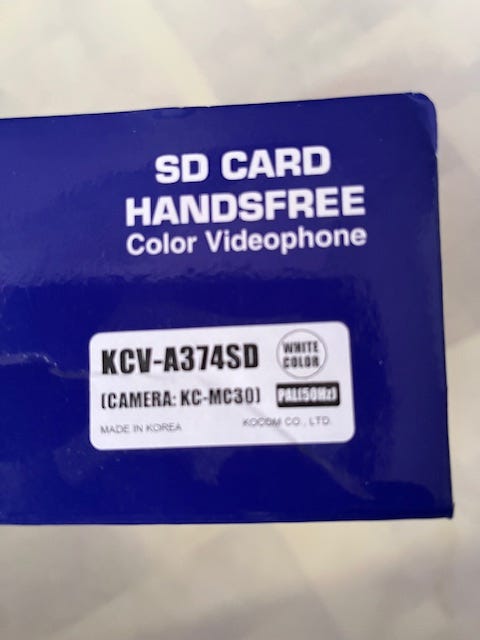 SD CARD
HANDSFREE
Color Videophone
KCV-A374SD
WHITE
COLOR
(CAMERA: KC-MC30)
PAL(50Hz)
MADE IN KOREA
KOCOM CO., LTD.